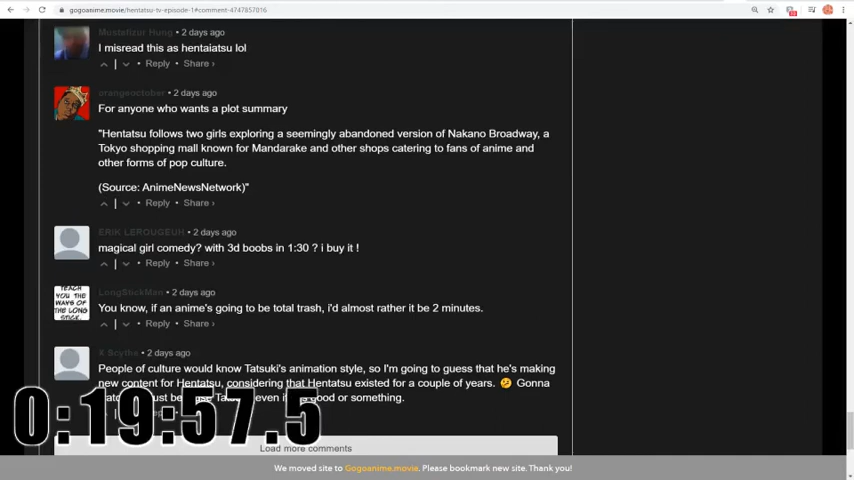 gogoanime.movie/hentatsu-tv-episode-1#comment-4747857016
Mustafizur Hung • 2 days ago
I misread this as hentaiatsu lol
Reply • Share ›
orangeoctober • 2 days ago
For anyone who wants a plot summary
"Hentatsu follows two girls exploring a seemingly abandoned version of Nakano Broadway, a
Tokyo shopping mall known for Mandarake and other shops catering to fans of anime and
other forms of pop culture.
(Source: AnimeNewsNetwork)"
Reply • Share ›
ERIK LEROUGEUH • 2 days ago
magical girl comedy? with 3d boobs in 1:30 ? i buy it !
Reply • Share ›
TEACH
YOU THE
WAYS OF
THE LONG
STICK.
LongStickMan • 2 days ago
You know, if an anime's going to be total trash, i'd almost rather it be 2 minutes.
Reply • Share ›
X Scythe • 2 days ago
People of culture would know Tatsuki's animation style, so I'm going to guess that he's making
new content for Hentatsu, considering that Hentatsu existed for a couple of years. 🤔 Gonna
even good or something.
0:19:57.5
Load more comments
We moved site to Gogoanime.movie. Please bookmark new site. Thank you!